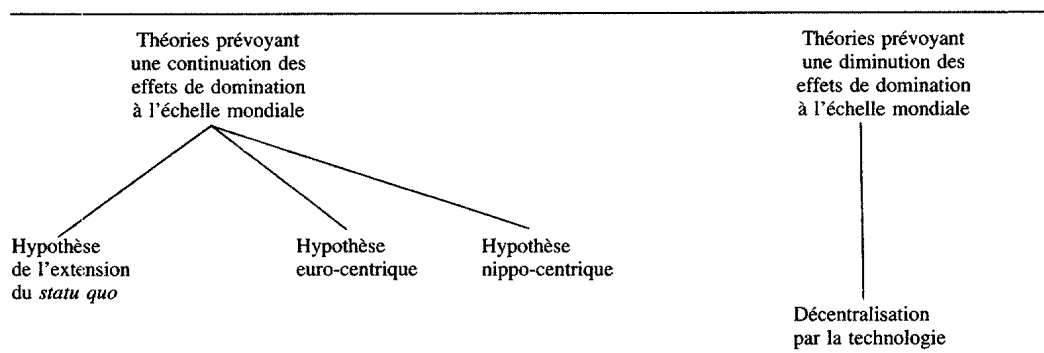 Théories prévoyant
une continuation des
effets de domination
à l'échelle mondiale
Théories prévoyant
une diminution des
effets de domination
à l'échelle mondiale
Hypothèse
de l'extension
du statu quo
Hypothèse
euro-centrique
Hypothèse
nippo-centrique
Décentralisation
par la technologie